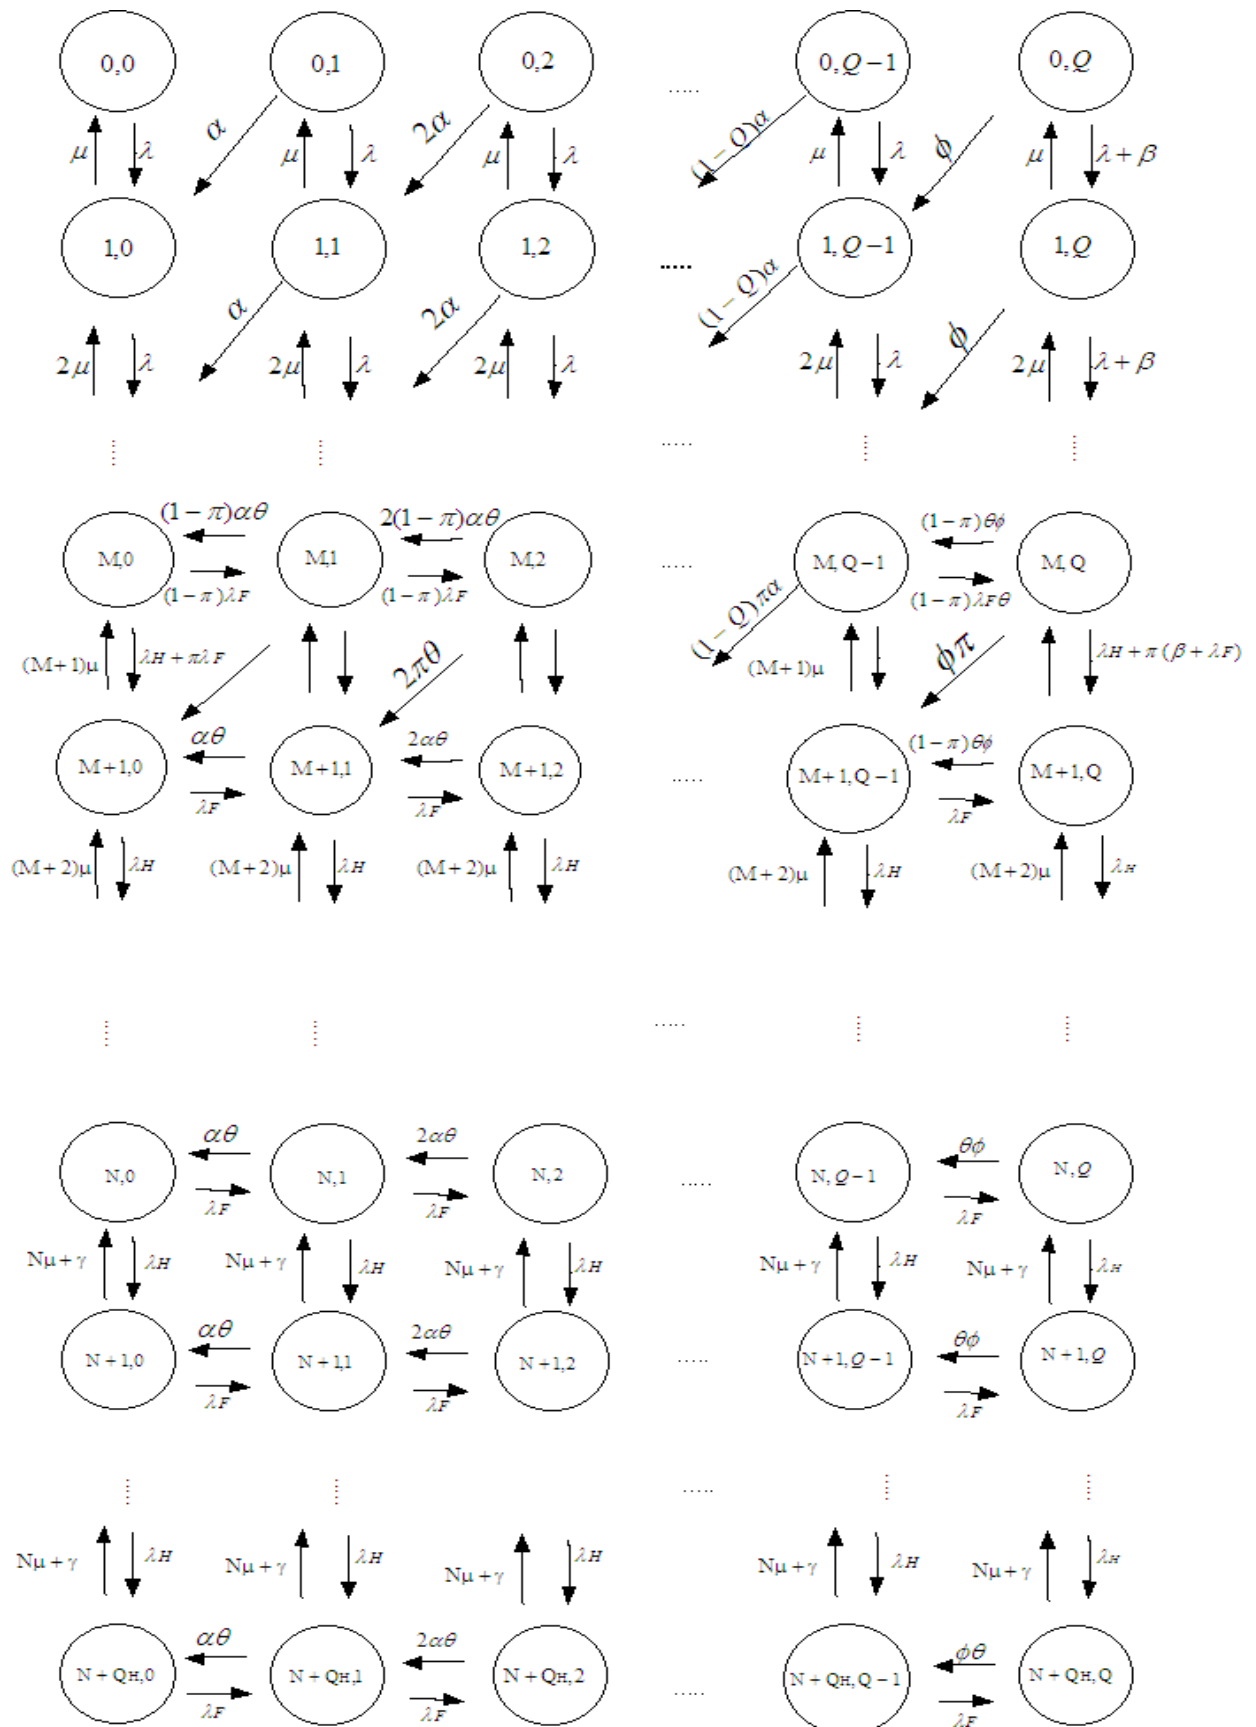 0,0 0,1 0,2 ..... 0,Q−1 0,Q
α 2α (1−Q)α ϕ
μ λ μ λ μ λ μ λ μ λ+β
1,0 1,1 1,2 ..... 1,Q−1 1,Q
α 2α (1−Q)α ϕ
2μ λ 2μ λ 2μ λ 2μ λ 2μ λ+β
.....
(1−π)αθ 2(1−π)αθ (1−π)θϕ
M,0 M,1 M,2 ..... M,Q−1 M,Q
(1−π)λF (1−π)λF (1−π)λFθ
(1−Q)πα
(M+1)μ λH+πλF 2πθ (M+1)μ ϕπ λH+π(β+λF)
αθ 2αθ (1−π)θϕ
M+1,0 M+1,1 M+1,2 ..... M+1,Q−1 M+1,Q
λF λF λF
(M+2)μ λH (M+2)μ λH (M+2)μ λH (M+2)μ λH (M+2)μ λH
.....
αθ 2αθ θϕ
N,0 N,1 N,2 ..... N,Q−1 N,Q
λF λF λF
Nμ+γ λH Nμ+γ λH Nμ+γ λH Nμ+γ λH Nμ+γ λH
αθ 2αθ θϕ
N+1,0 N+1,1 N+1,2 ..... N+1,Q−1 N+1,Q
λF λF λF
.....
Nμ+γ λH Nμ+γ λH Nμ+γ λH Nμ+γ λH Nμ+γ λH
αθ 2αθ ϕθ
N+QH,0 N+QH,1 N+QH,2 ..... N+QH,Q−1 N+QH,Q
λF λF λF